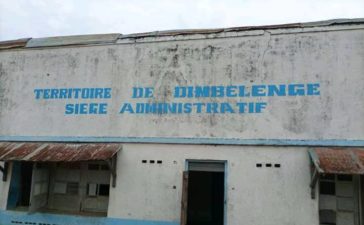 TERRITOIRE DE DIMBELENGE
SIEGE ADMINISTRATIF